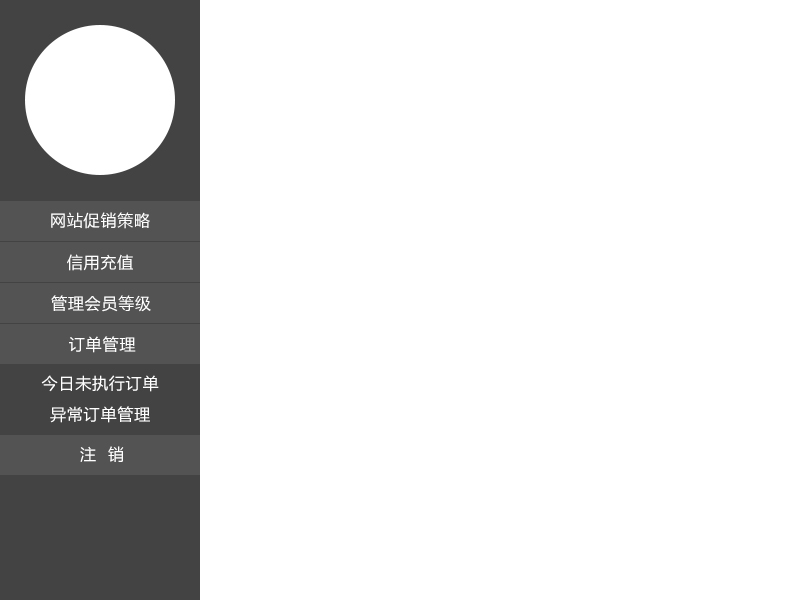 网站促销策略
信用充值
管理会员等级
订单管理
今日未执行订单
异常订单管理
注 销